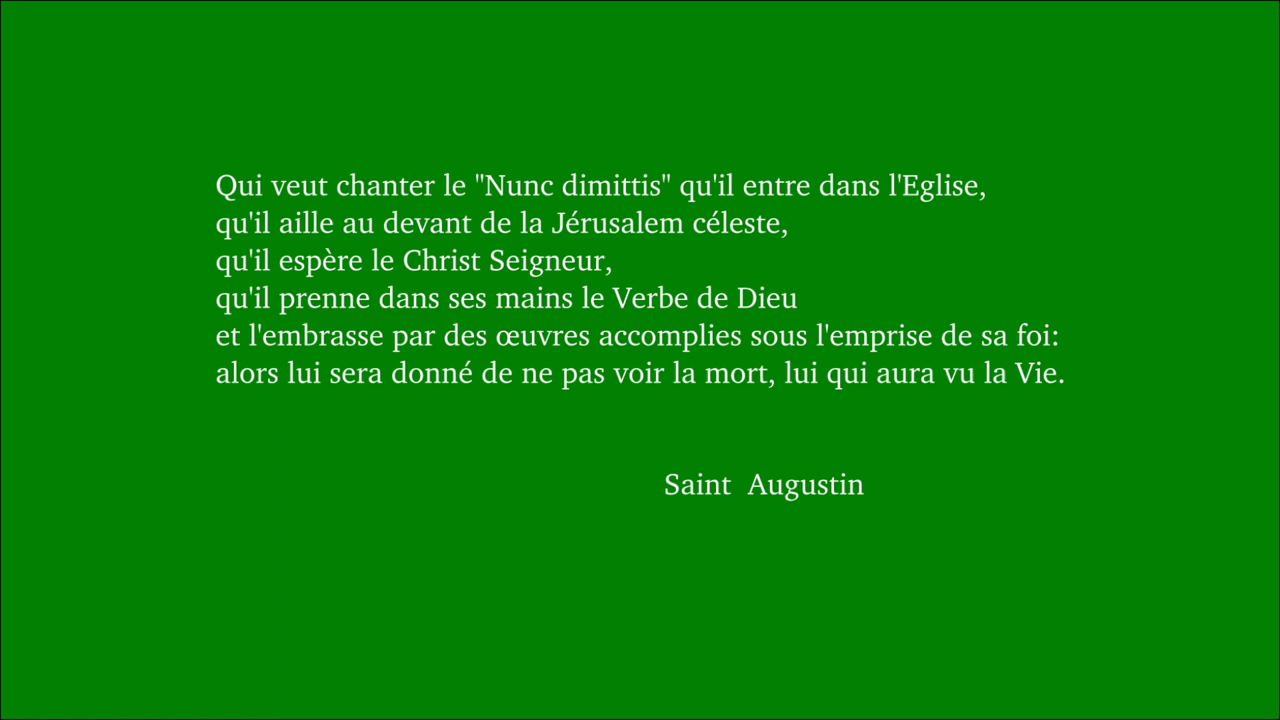 Qui veut chanter le "Nunc dimittis" qu'il entre dans l'Eglise,
qu'il aille au devant de la Jérusalem céleste,
qu'il espère le Christ Seigneur,
qu'il prenne dans ses mains le Verbe de Dieu
et l'embrasse par des œuvres accomplies sous l'emprise de sa foi:
alors lui sera donné de ne pas voir la mort, lui qui aura vu la Vie.
Saint  Augustin